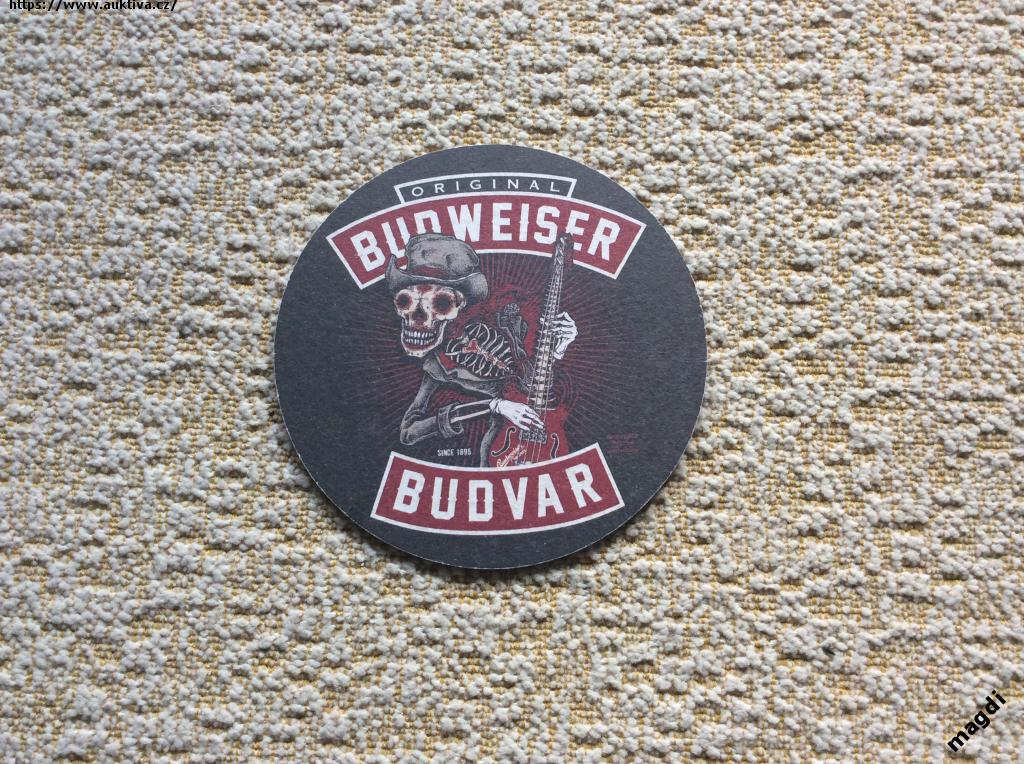 https://www.auktiva.cz/
ORIGINAL
BUDWEISER
SINCE 1895
BUDVAR
magdi